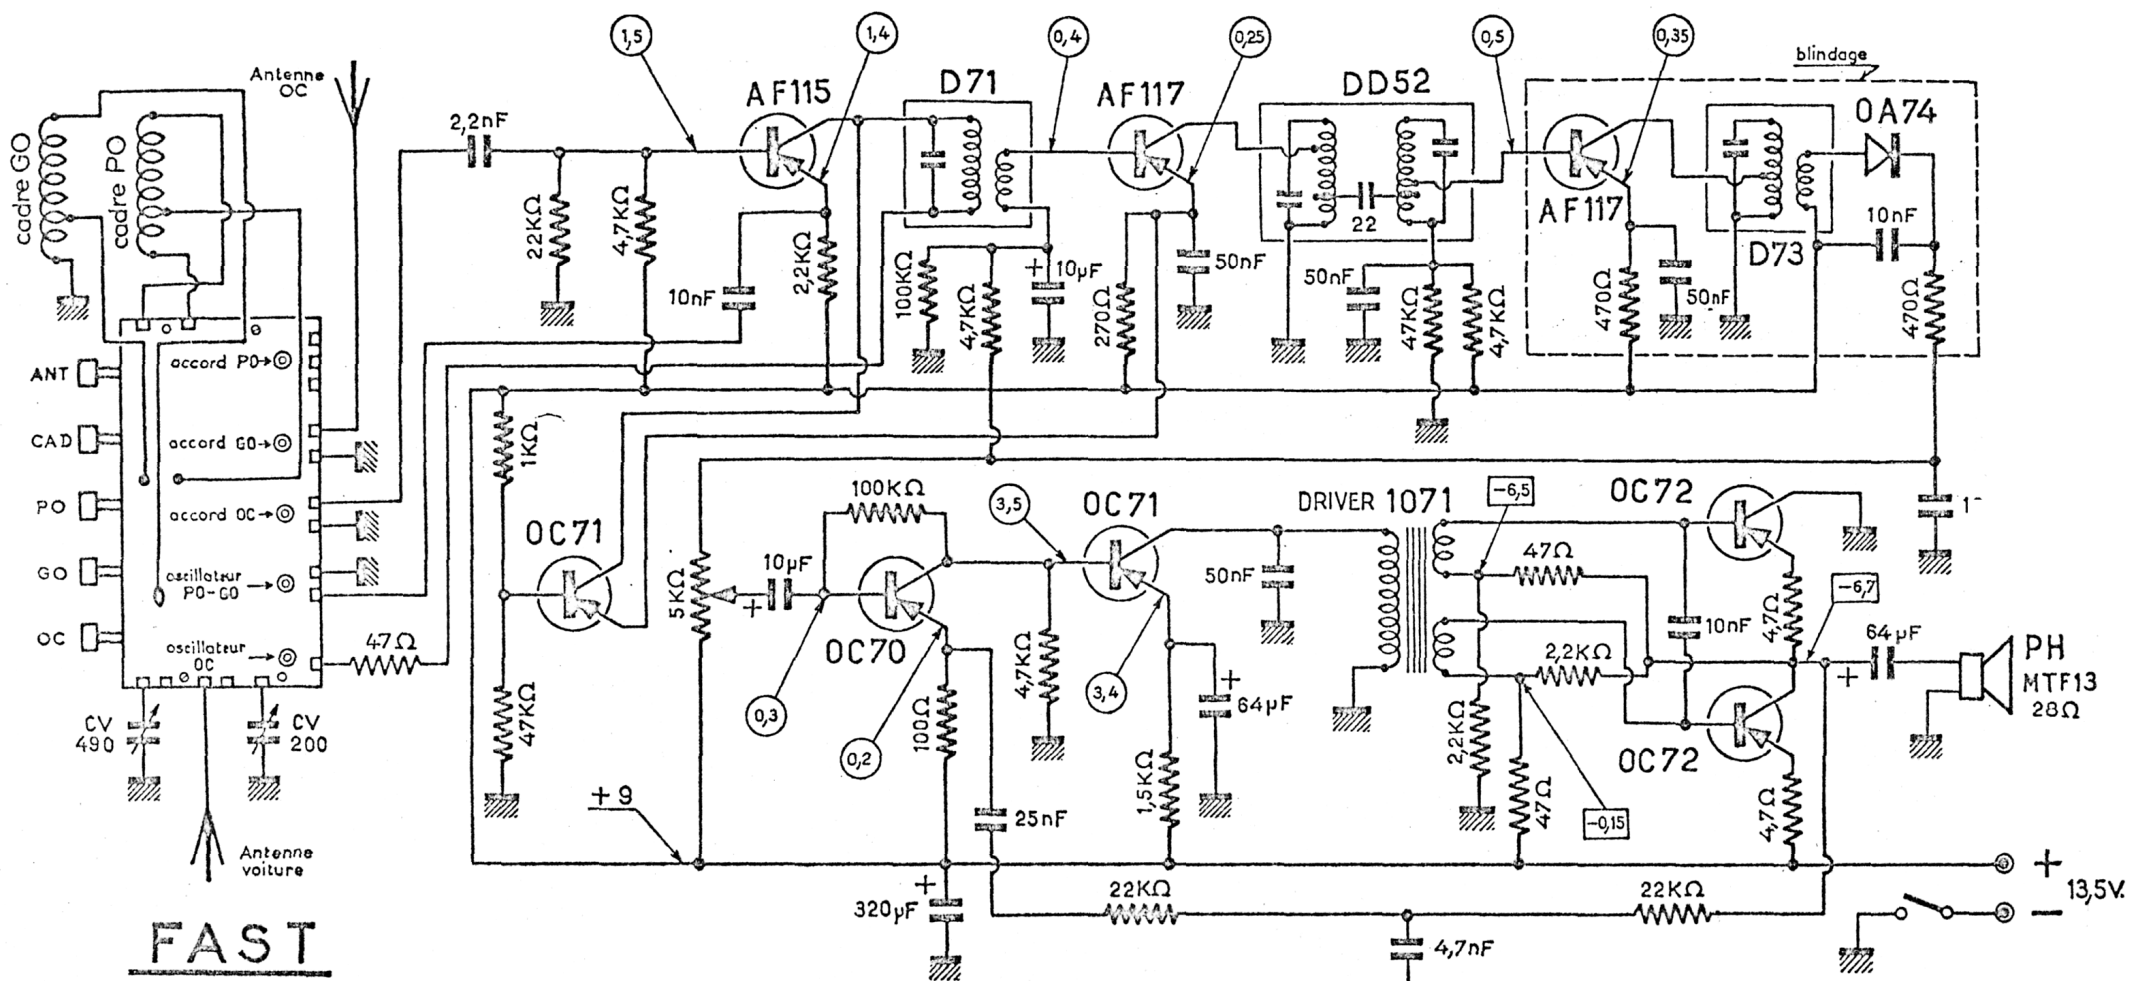 1,5
1,4
0,4
0,25
0,5
0,35
blindage
Antenne
OC
AF115
D71
AF117
DD52
OA74
2,2nF
cadre GO
cadre PO
22KΩ
4,7KΩ
10nF
2,2KΩ
100KΩ
47KΩ
+
10µF
270Ω
50nF
22
50nF
47KΩ
4,7KΩ
AF117
470Ω
50nF
D73
10nF
470Ω
accord PO
accord GO
accord OC
oscillateur
PO-GO
oscillateur
OC
ANT
CAD
PO
GO
OC
47Ω
CV
490
CV
200
Antenne
voiture
1KΩ
OC71
47KΩ
+9
5KΩ
10µF
+
100KΩ
OC70
0,3
0,2
100Ω
3,5
OC71
4,7KΩ
3,4
+
64µF
1,5KΩ
50nF
25nF
DRIVER 1071
-6,5
47Ω
2,2KΩ
2,2KΩ
47Ω
-0,15
OC72
10nF
4,7Ω
-6,7
64µF
+
OC72
4,7Ω
PH
MTF13
28Ω
+
320µF
22KΩ
22KΩ
4,7nF
+
13,5V.
–
FAST